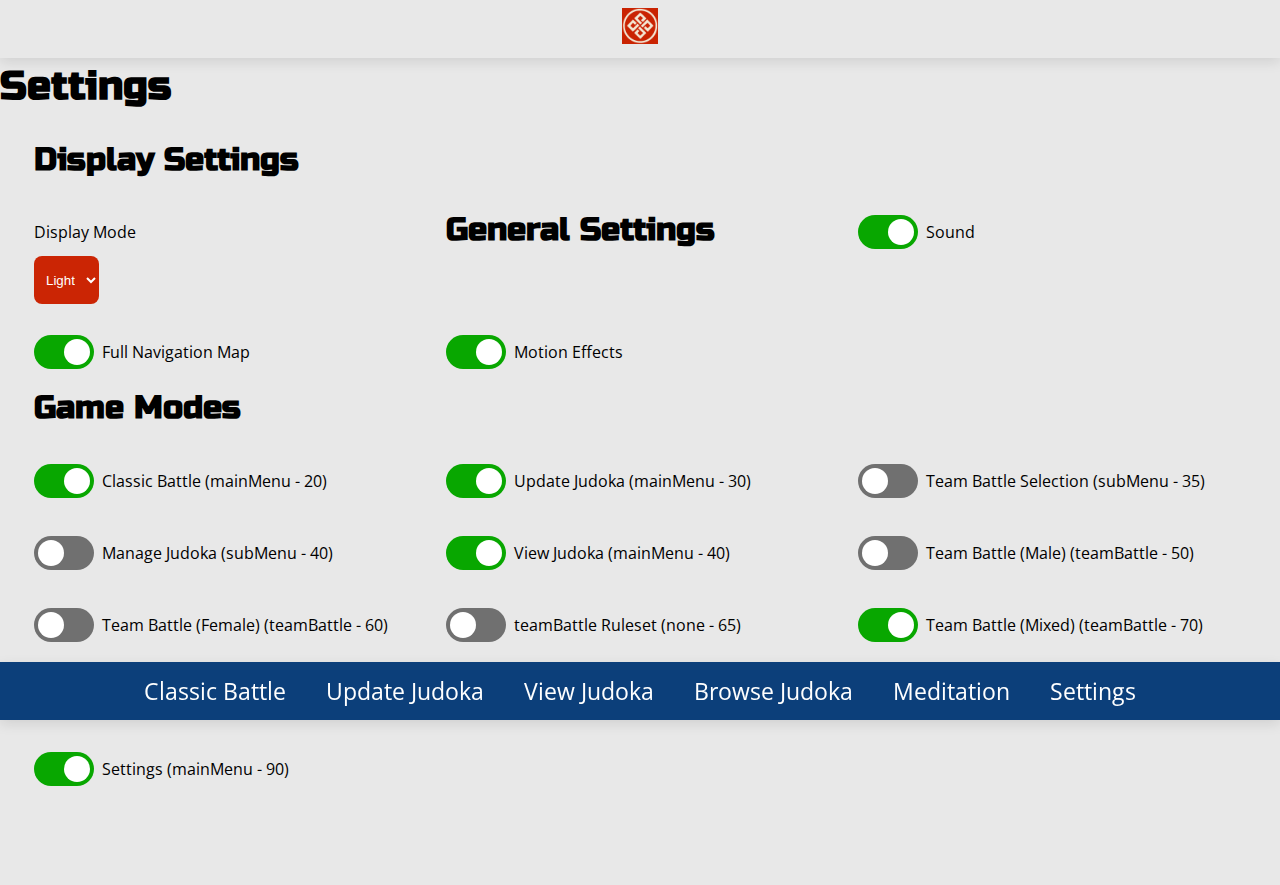 Settings
Display Settings
Display Mode
Light
General Settings
Sound
Full Navigation Map
Motion Effects
Game Modes
Classic Battle (mainMenu - 20)
Update Judoka (mainMenu - 30)
Team Battle Selection (subMenu - 35)
Manage Judoka (subMenu - 40)
View Judoka (mainMenu - 40)
Team Battle (Male) (teamBattle - 50)
Team Battle (Female) (teamBattle - 60)
teamBattle Ruleset (none - 65)
Team Battle (Mixed) (teamBattle - 70)
Classic Battle Update Judoka View Judoka Browse Judoka Meditation Settings
Settings (mainMenu - 90)